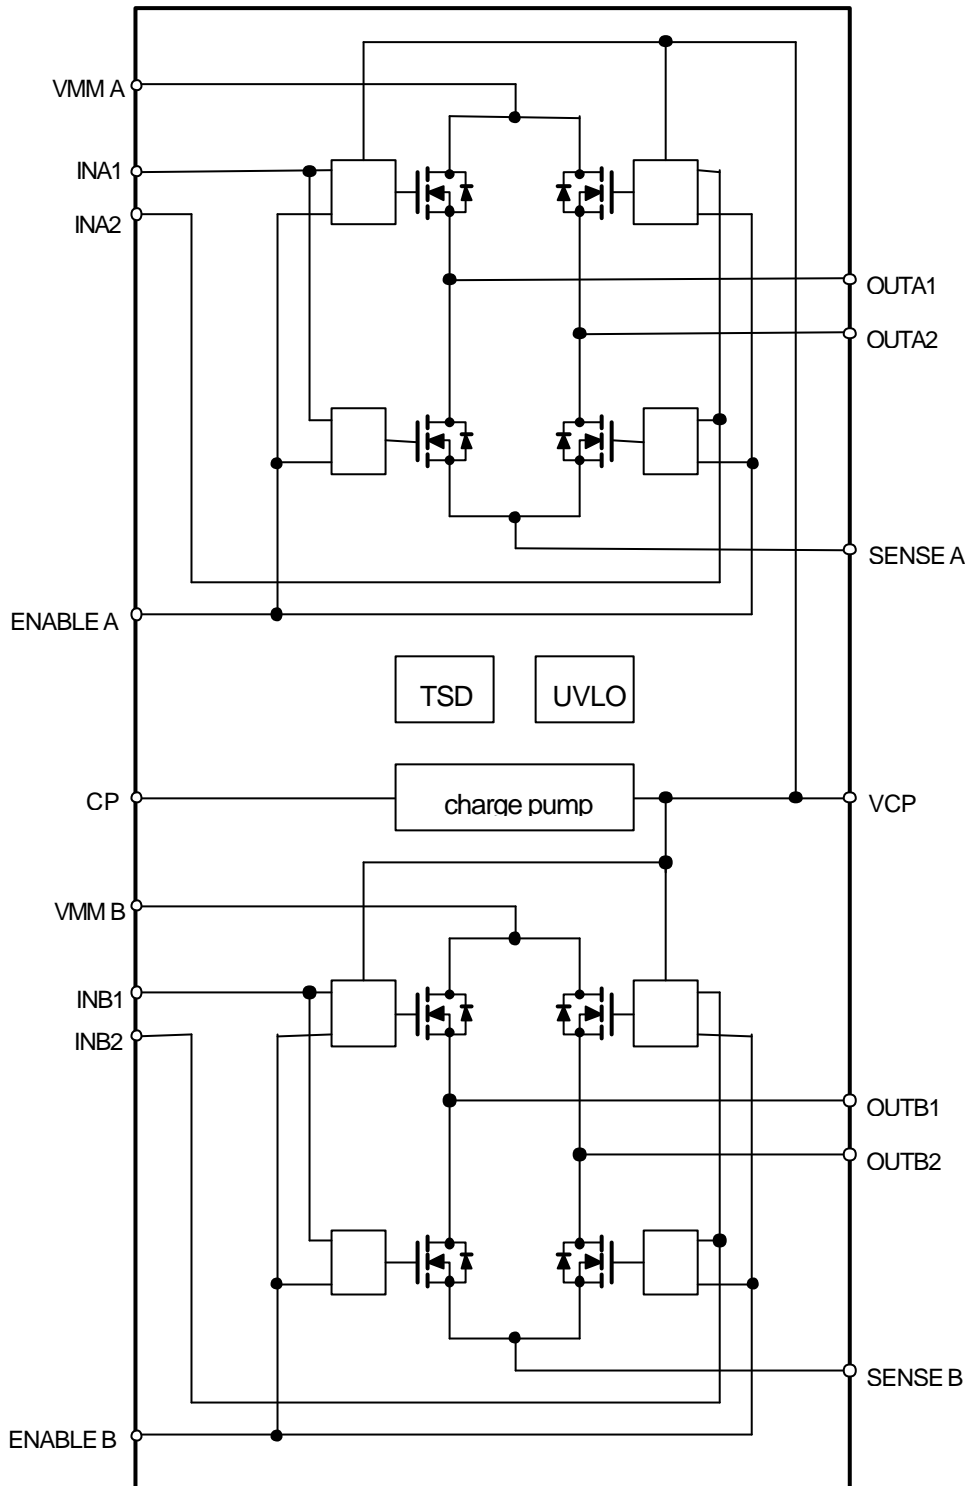 VMM A
INA1
INA2
OUTA1
OUTA2
SENSE A
ENABLE A
TSD
UVLO
CP
charge pump
VCP
VMM B
INB1
INB2
OUTB1
OUTB2
SENSE B
ENABLE B